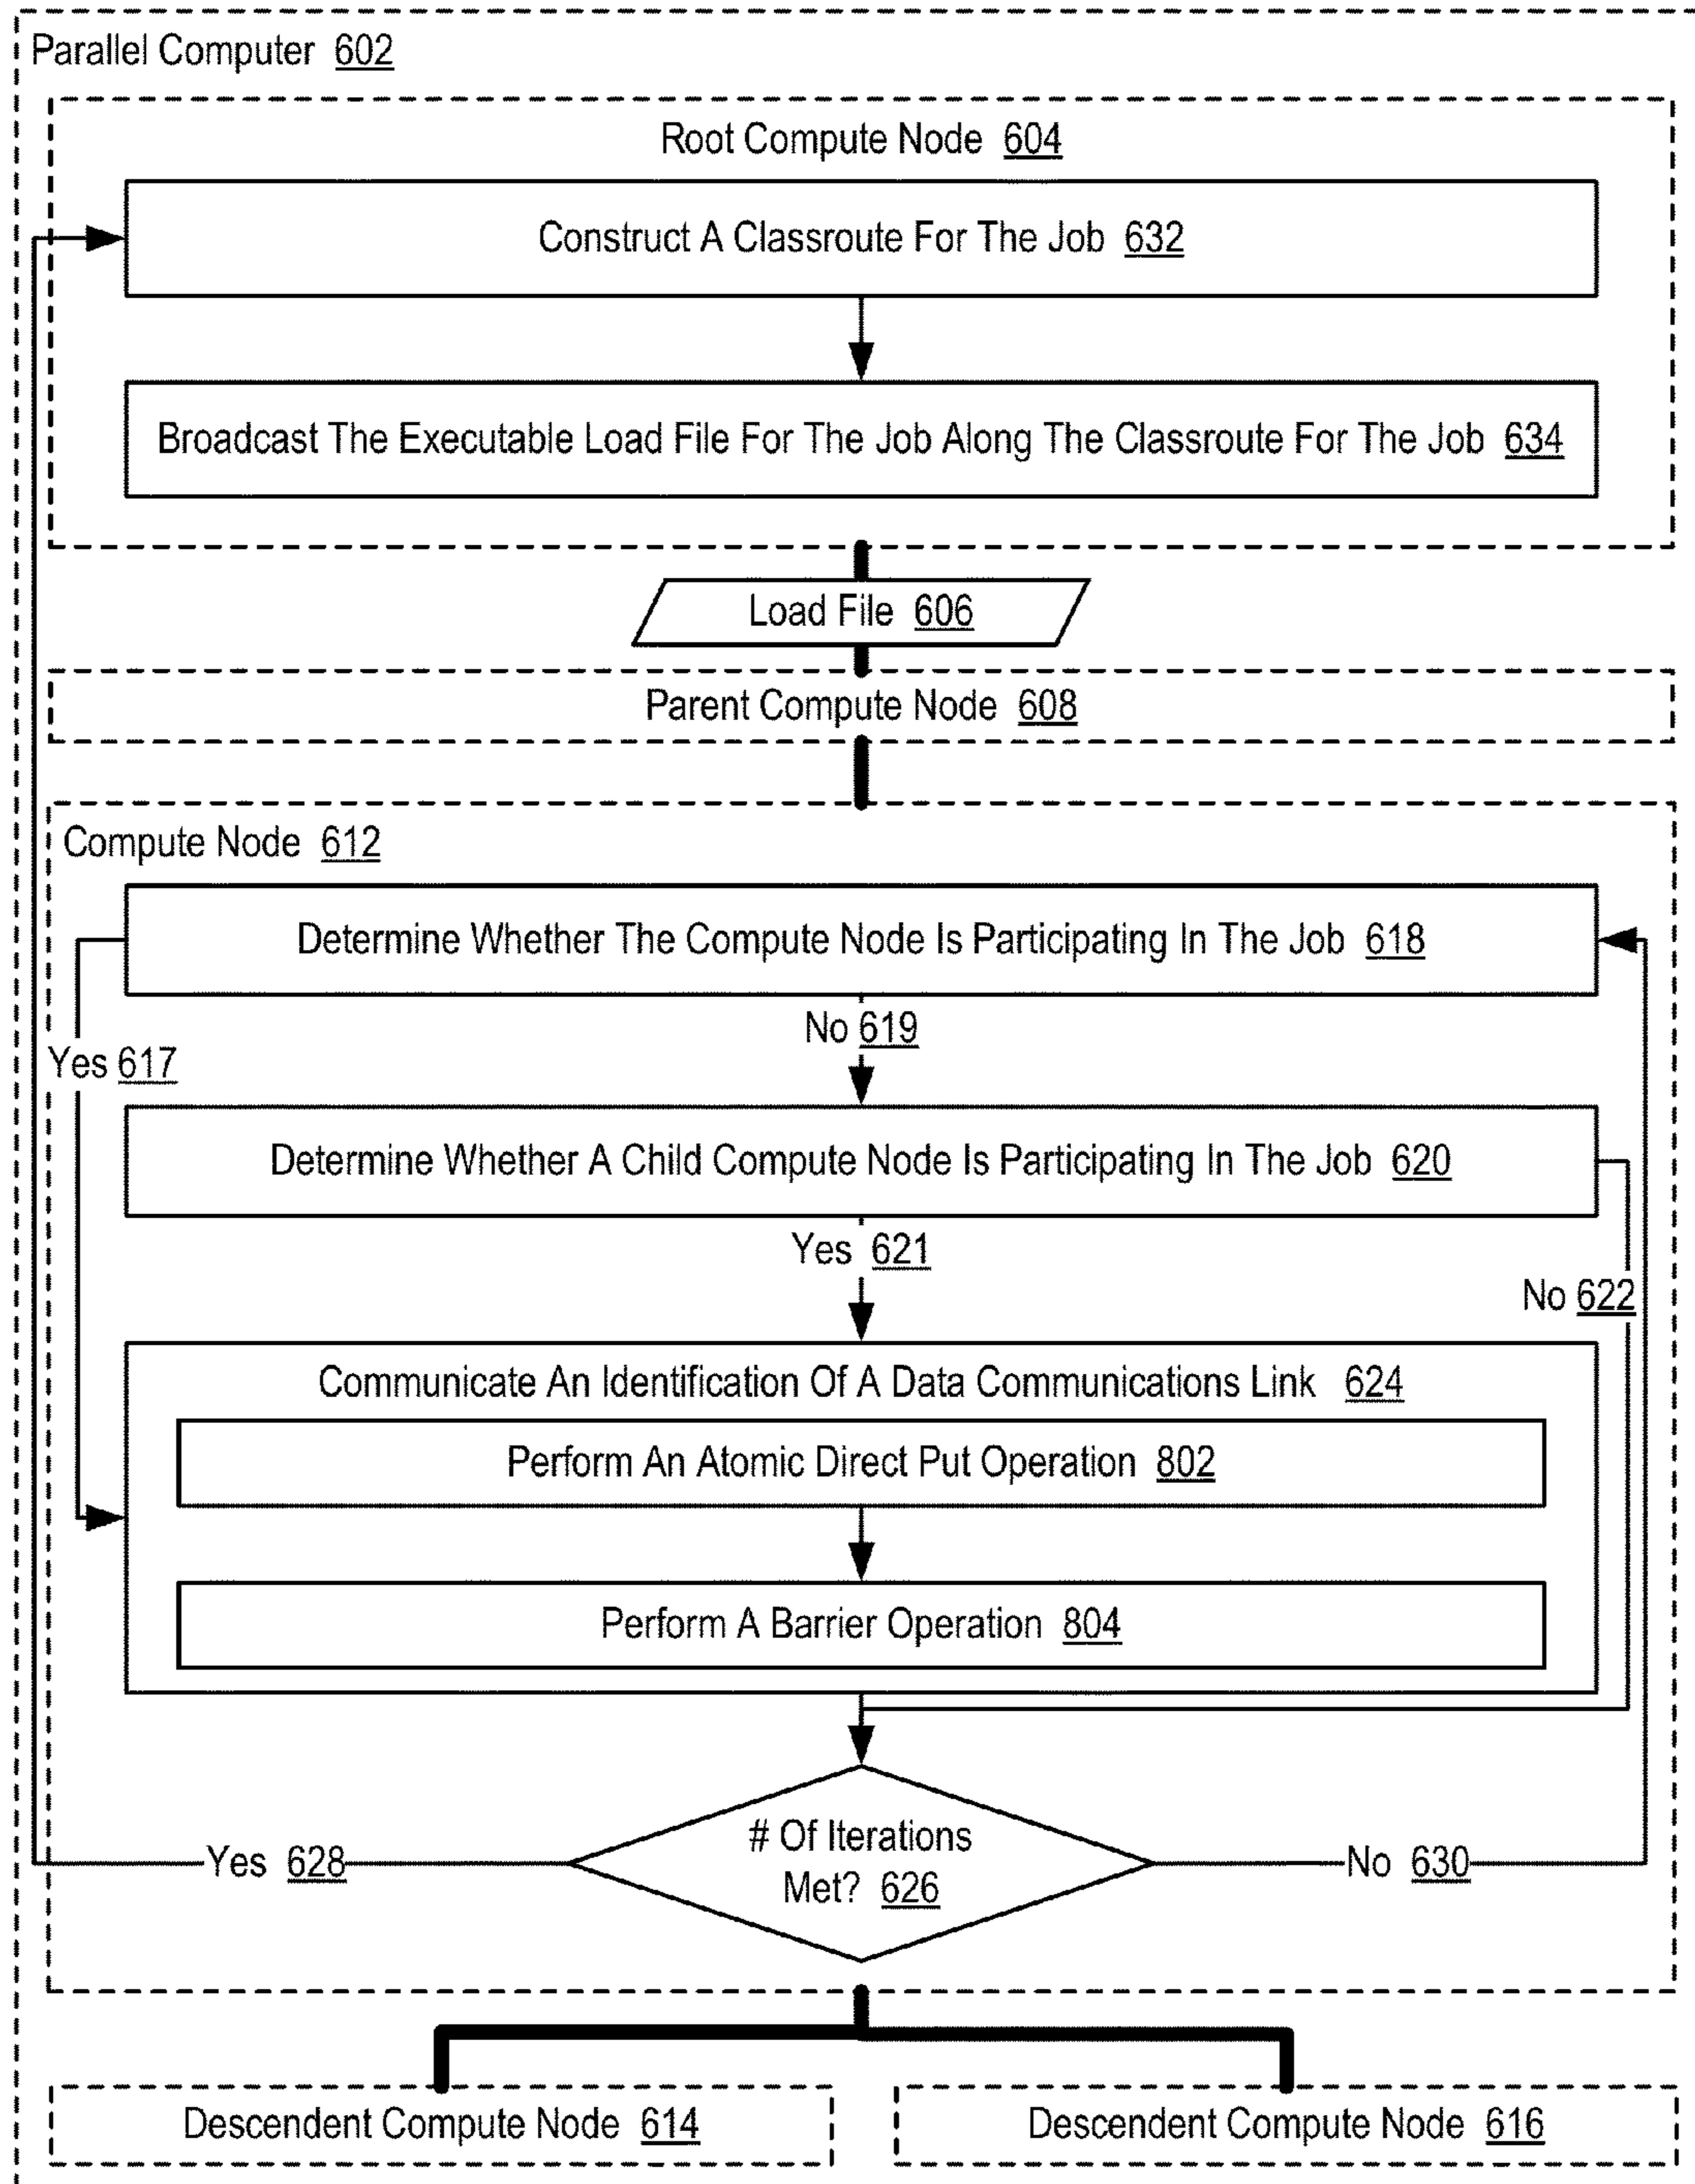 Parallel Computer 602
Root Compute Node 604
Construct A Classroute For The Job 632
Broadcast The Executable Load File For The Job Along The Classroute For The Job 634
Load File 606
Parent Compute Node 608
Compute Node 612
Determine Whether The Compute Node Is Participating In The Job 618
No 619
Yes 617
Determine Whether A Child Compute Node Is Participating In The Job 620
Yes 621
No 622
Communicate An Identification Of A Data Communications Link 624
Perform An Atomic Direct Put Operation 802
Perform A Barrier Operation 804
# Of Iterations
Met? 626
Yes 628
No 630
Descendent Compute Node 614
Descendent Compute Node 616